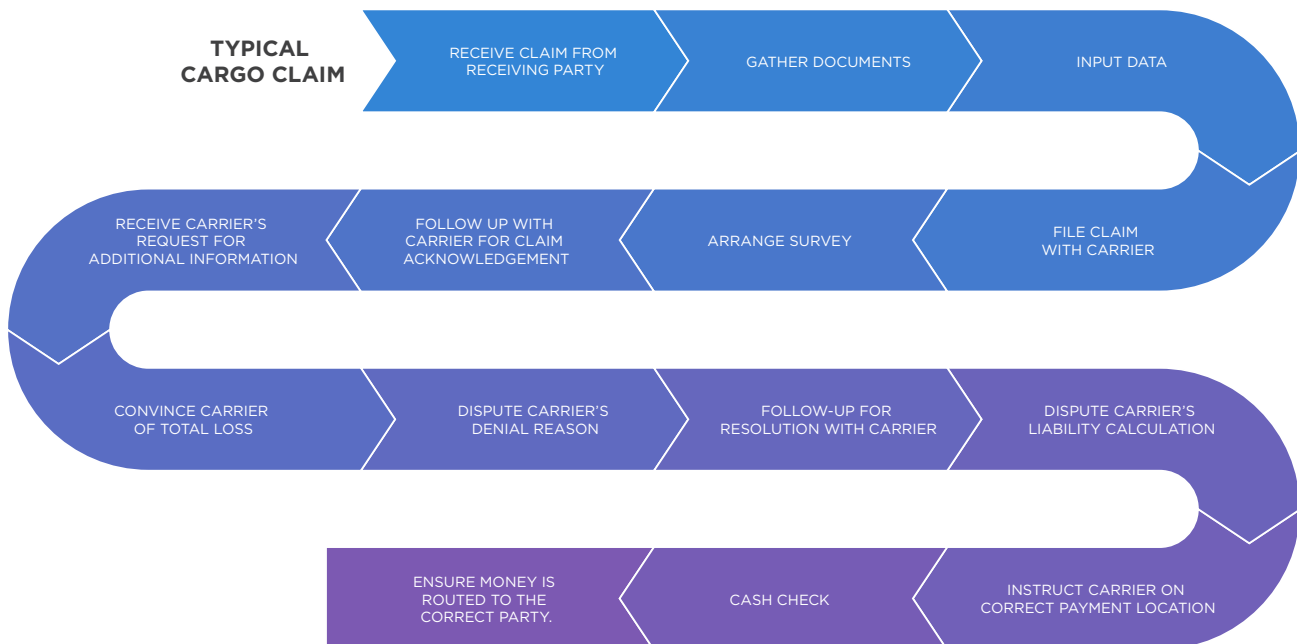 TYPICAL
CARGO CLAIM
RECEIVE CLAIM FROM
RECEIVING PARTY
GATHER DOCUMENTS
INPUT DATA
FILE CLAIM
WITH CARRIER
ARRANGE SURVEY
FOLLOW UP WITH
CARRIER FOR CLAIM
ACKNOWLEDGEMENT
RECEIVE CARRIER’S
REQUEST FOR
ADDITIONAL INFORMATION
CONVINCE CARRIER
OF TOTAL LOSS
DISPUTE CARRIER’S
DENIAL REASON
FOLLOW-UP FOR
RESOLUTION WITH CARRIER
DISPUTE CARRIER’S
LIABILITY CALCULATION
INSTRUCT CARRIER ON
CORRECT PAYMENT LOCATION
CASH CHECK
ENSURE MONEY IS
ROUTED TO THE
CORRECT PARTY.